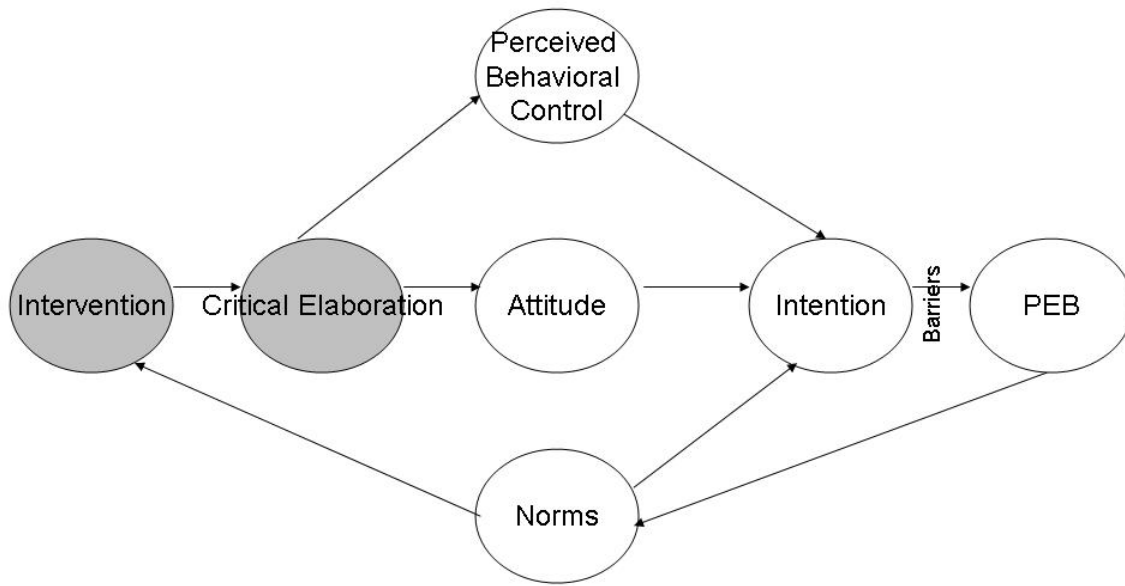 Perceived
Behavioral
Control
Intervention
Critical Elaboration
Attitude
Intention
Barriers
PEB
Norms